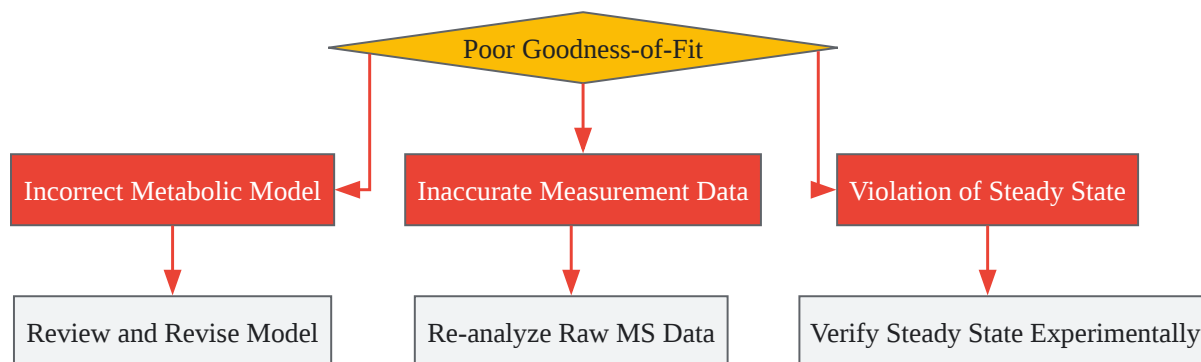 Poor Goodness-of-Fit
Incorrect Metabolic Model
Inaccurate Measurement Data
Violation of Steady State
Review and Revise Model
Re-analyze Raw MS Data
Verify Steady State Experimentally